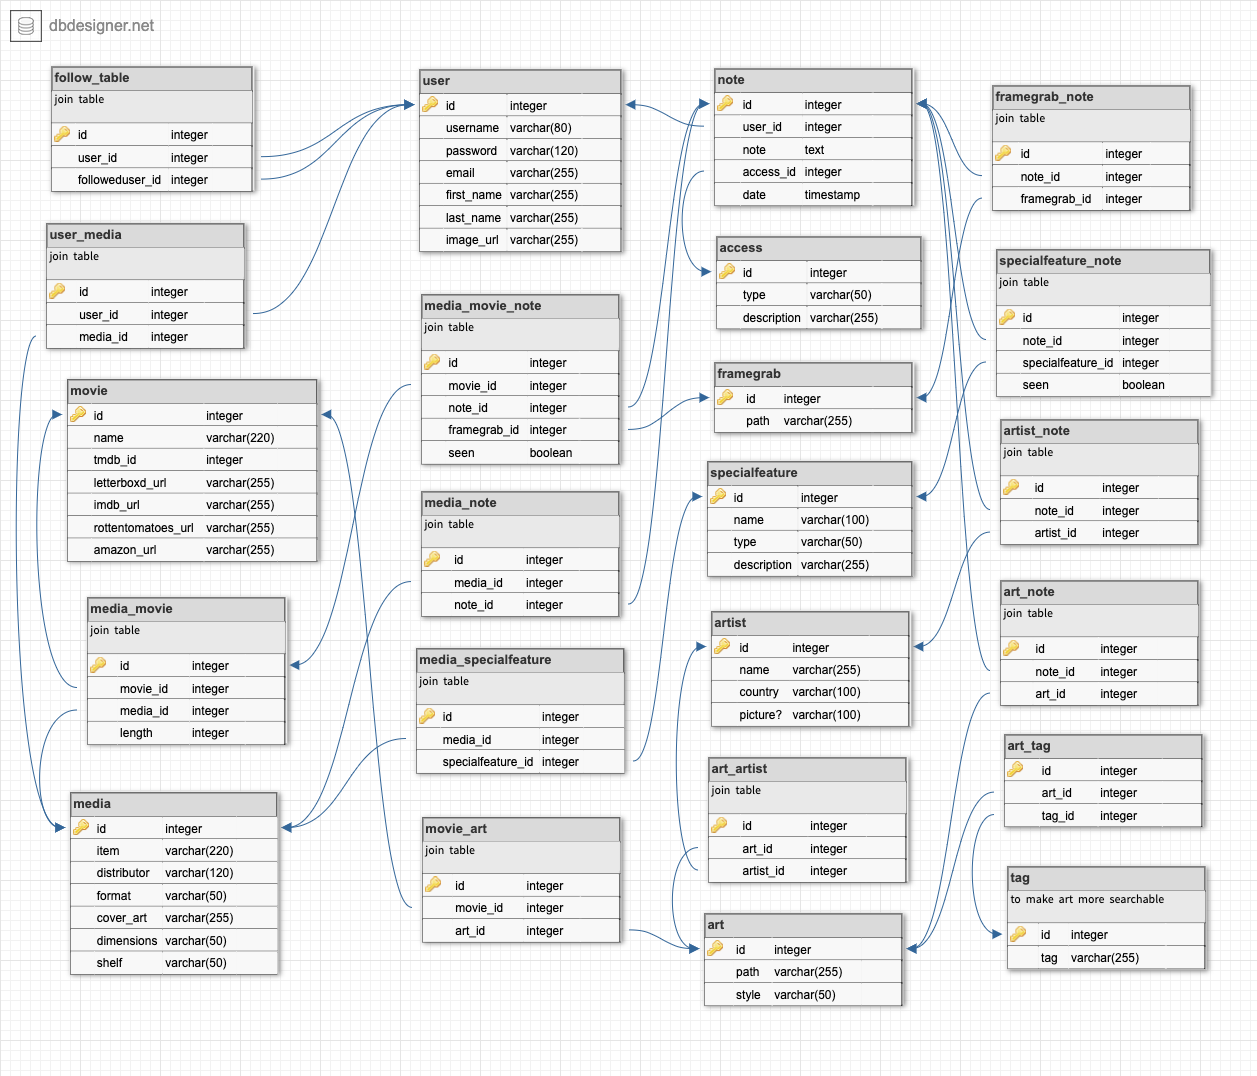 dbdesigner.net
follow_table
join table
id integer
user_id integer
followeduser_id integer
user_media
join table
id integer
user_id integer
media_id integer
movie
id integer
name varchar(220)
tmdb_id integer
letterboxd_url varchar(255)
imdb_url varchar(255)
rottentomatoes_url varchar(255)
amazon_url varchar(255)
media_movie
join table
id integer
movie_id integer
media_id integer
length integer
media
id integer
item varchar(220)
distributor varchar(120)
format varchar(50)
cover_art varchar(255)
dimensions varchar(50)
shelf varchar(50)
user
id integer
username varchar(80)
password varchar(120)
email varchar(255)
first_name varchar(255)
last_name varchar(255)
image_url varchar(255)
media_movie_note
join table
id integer
movie_id integer
note_id integer
framegrab_id integer
seen boolean
media_note
join table
id integer
media_id integer
note_id integer
media_specialfeature
join table
id integer
media_id integer
specialfeature_id integer
movie_art
join table
id integer
movie_id integer
art_id integer
note
id integer
user_id integer
note text
access_id integer
date timestamp
access
id integer
type varchar(50)
description varchar(255)
framegrab
id integer
path varchar(255)
specialfeature
id integer
name varchar(100)
type varchar(50)
description varchar(255)
artist
id integer
name varchar(255)
country varchar(100)
picture? varchar(100)
art_artist
join table
id integer
art_id integer
artist_id integer
art
id integer
path varchar(255)
style varchar(50)
framegrab_note
join table
id integer
note_id integer
framegrab_id integer
specialfeature_note
join table
id integer
note_id integer
specialfeature_id integer
seen boolean
artist_note
join table
id integer
note_id integer
artist_id integer
art_note
join table
id integer
note_id integer
art_id integer
art_tag
id integer
art_id integer
tag_id integer
tag
to make art more searchable
id integer
tag varchar(255)